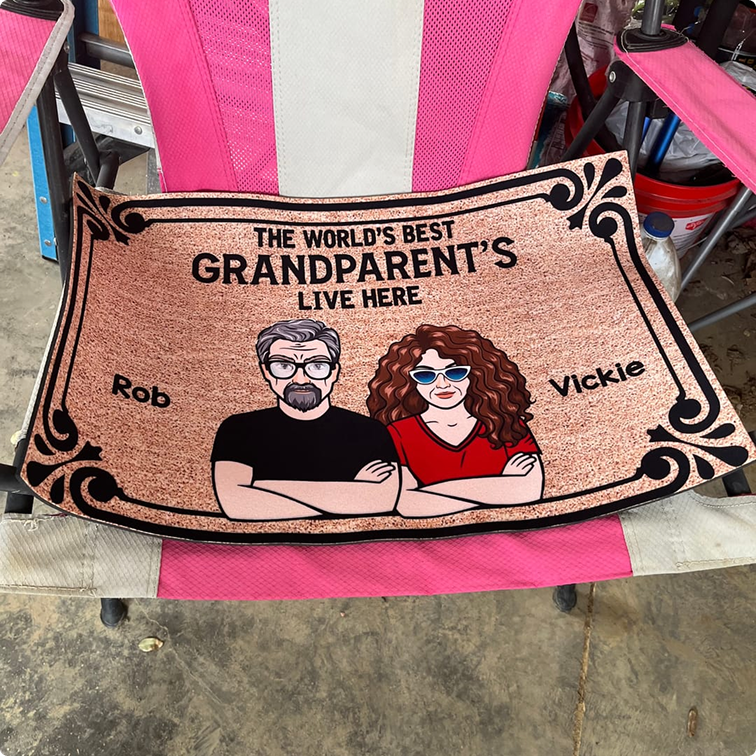 THE WORLD'S BEST
GRANDPARENT'S
LIVE HERE
Rob
Vickie